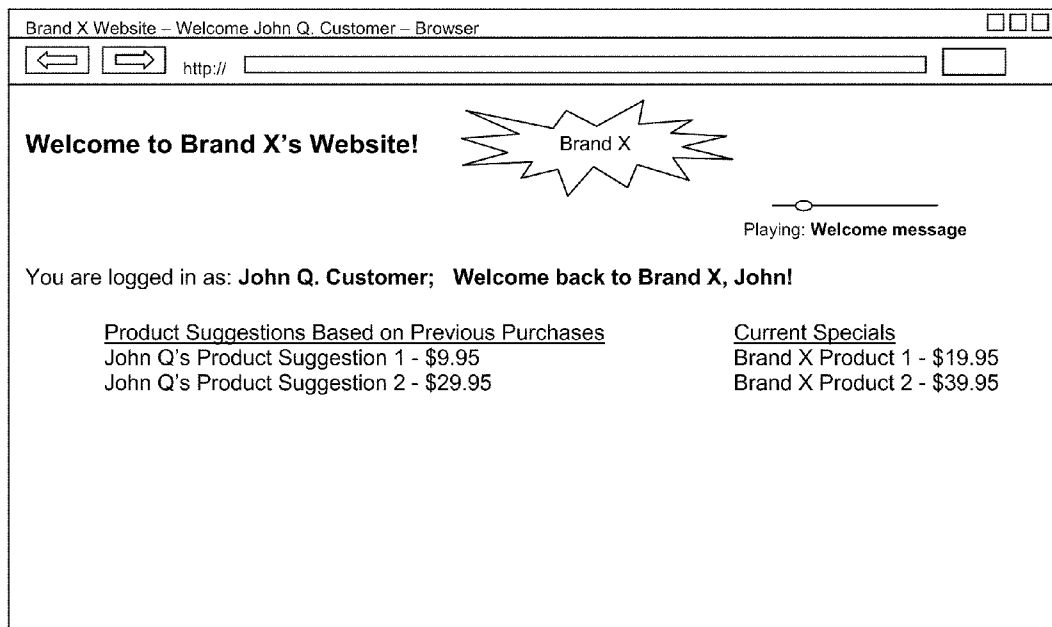 Brand X Website – Welcome John Q. Customer – Browser
http://
Welcome to Brand X's Website!
Brand X
Playing: Welcome message
You are logged in as: John Q. Customer; Welcome back to Brand X, John!
Product Suggestions Based on Previous Purchases
John Q's Product Suggestion 1 - $9.95
John Q's Product Suggestion 2 - $29.95
Current Specials
Brand X Product 1 - $19.95
Brand X Product 2 - $39.95